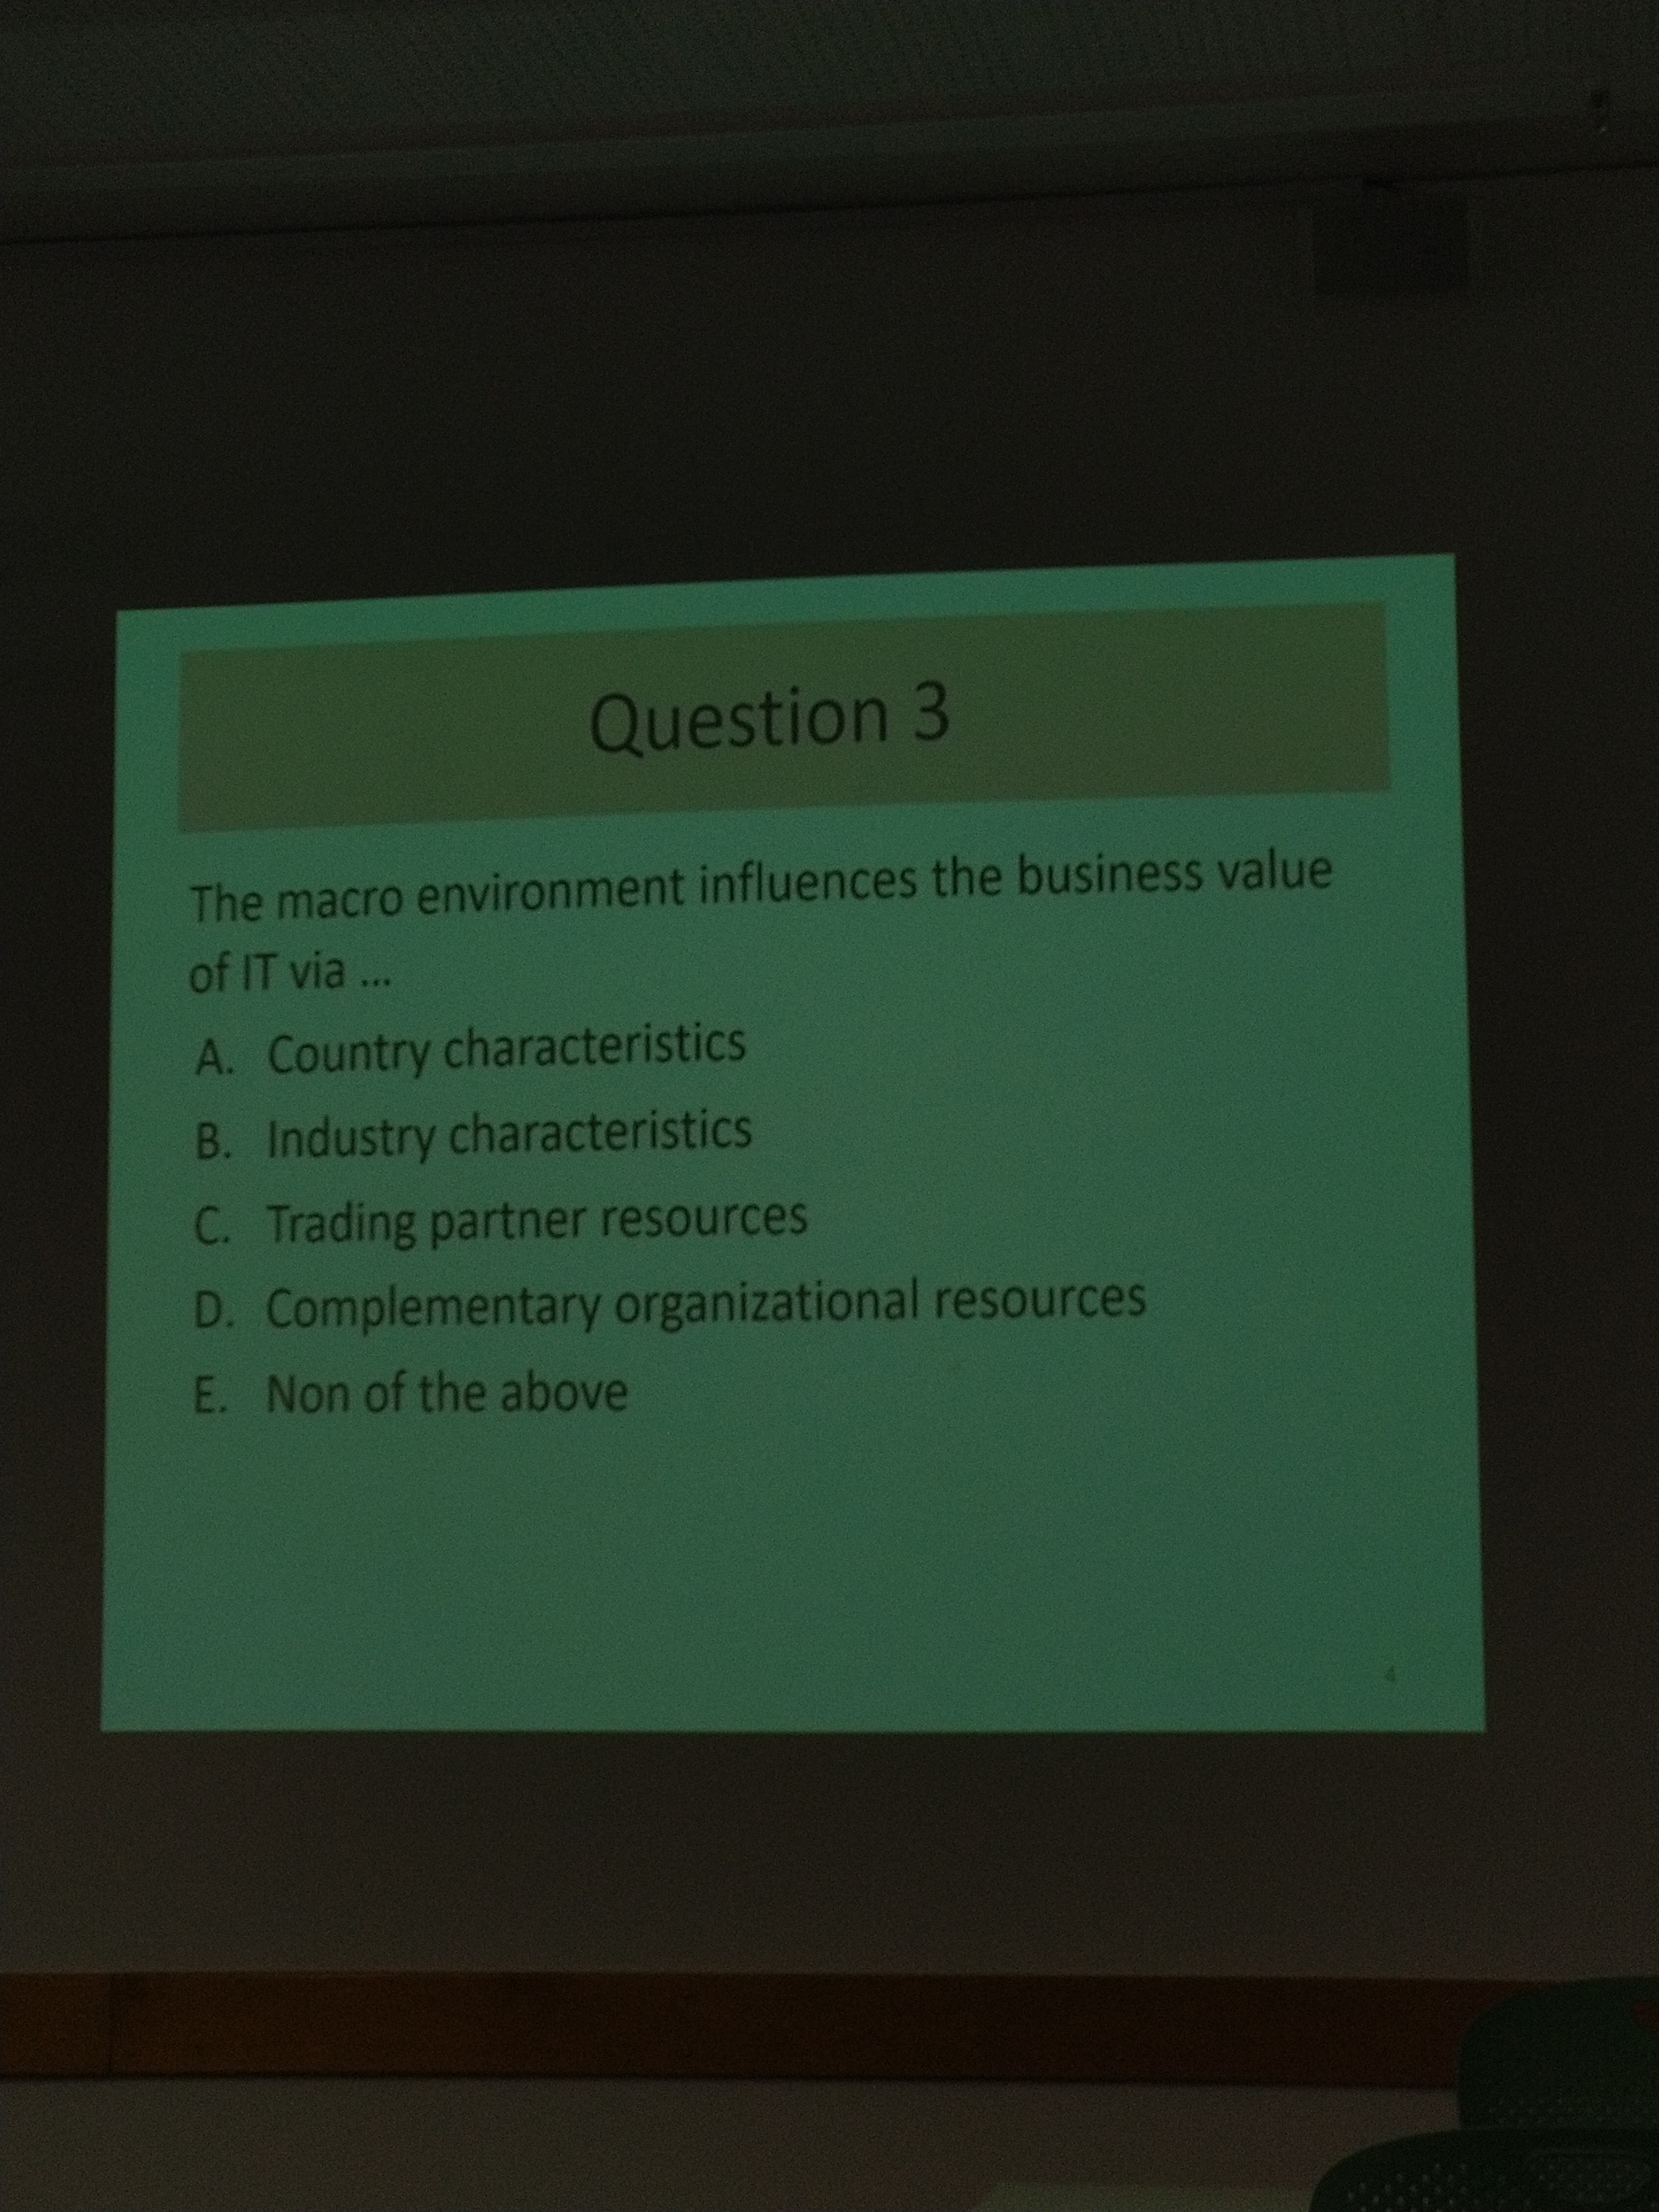 Question 3
The macro environment influences the business value
of IT via ...
A. Country characteristics
B. Industry characteristics
C. Trading partner resources
D. Complementary organizational resources
E. Non of the above
4